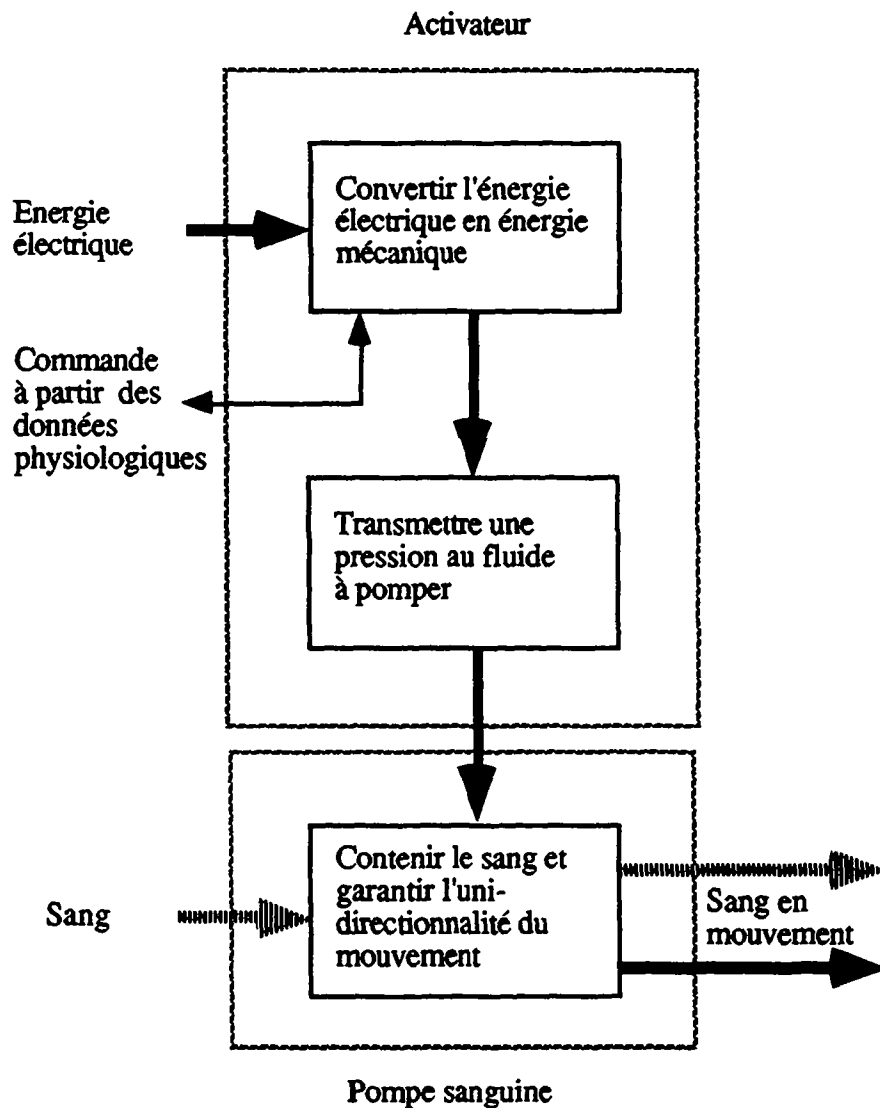 Activateur
Convertir l'énergie
électrique en énergie
mécanique
Energie
électrique
Commande
à partir des
données
physiologiques
Transmettre une
pression au fluide
à pomper
Contenir le sang et
garantir l'uni-
directionnalité du
mouvement
Sang
Sang en
mouvement
Pompe sanguine